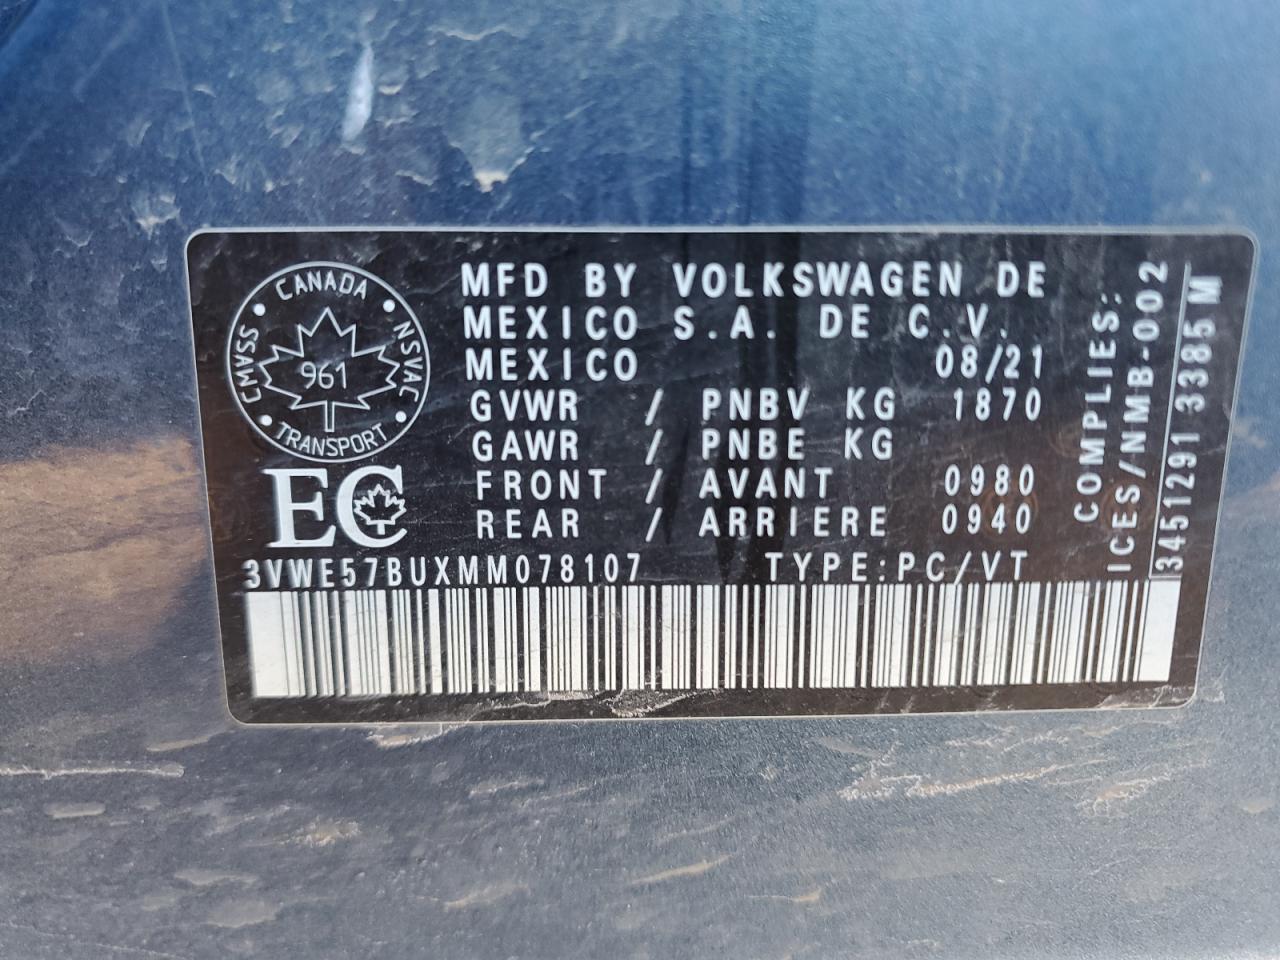 CANADA
CMVSS
NSVAC
961
TRANSPORT
EC
MFD BY VOLKSWAGEN DE
MEXICO S.A. DE C.V.
MEXICO 08/21
GVWR / PNBV KG 1870
GAWR / PNBE KG
FRONT / AVANT 0980
REAR / ARRIERE 0940
3VWE57BUXMM078107 TYPE:PC/VT
COMPLIES:
ICES/NMB-002
3451291 3385 M